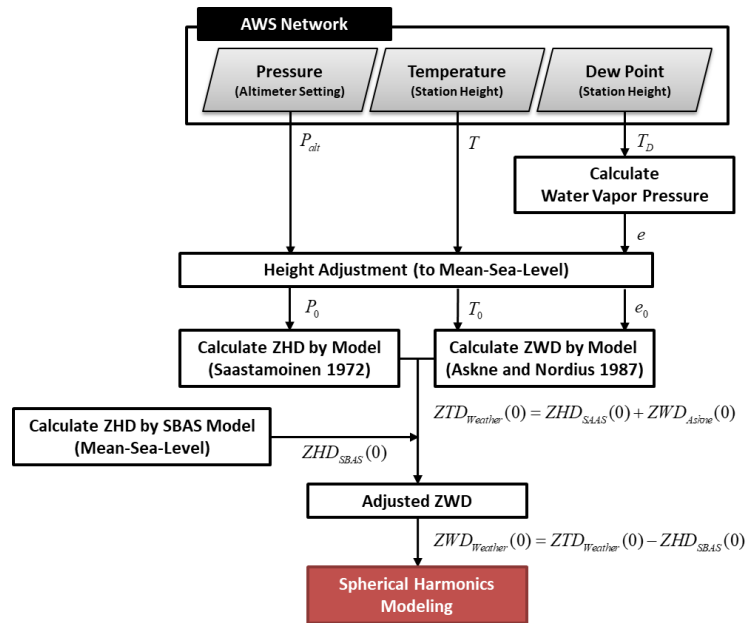 AWS Network
Pressure
(Altimeter Setting)
Temperature
(Station Height)
Dew Point
(Station Height)
P_alt
T
T_D
Calculate
Water Vapor Pressure
e
Height Adjustment (to Mean-Sea-Level)
P_0
T_0
e_0
Calculate ZHD by Model
(Saastamoinen 1972)
Calculate ZWD by Model
(Askne and Nordius 1987)
ZTD_Weather(0) = ZHD_SAAS(0) + ZWD_Askne(0)
Calculate ZHD by SBAS Model
(Mean-Sea-Level)
ZHD_SBAS(0)
Adjusted ZWD
ZWD_Weather(0) = ZTD_Weather(0) − ZHD_SBAS(0)
Spherical Harmonics
Modeling